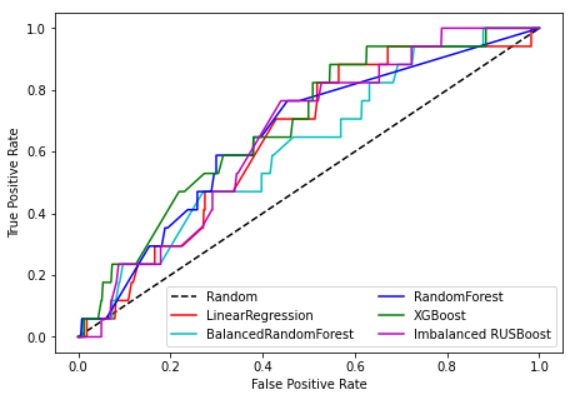 1.0
0.8
0.6
0.4
0.2
0.0
True Positive Rate
Random
LinearRegression
BalancedRandomForest
RandomForest
XGBoost
Imbalanced RUSBoost
0.0 0.2 0.4 0.6 0.8 1.0
False Positive Rate